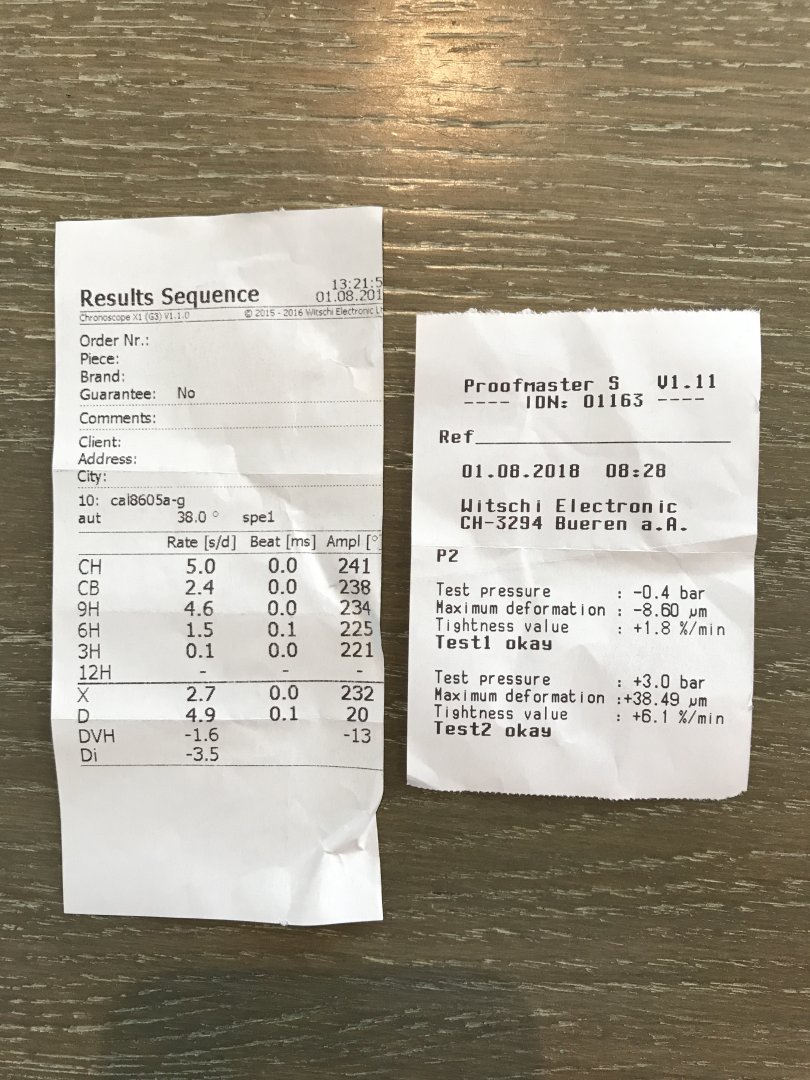 Results Sequence
13:21:5
01.08.201
Chronoscope X1 (G3) V1.1.0 © 2015 - 2016 Witschi Electronic Lt
Order Nr.:
Piece:
Brand:
Guarantee: No
Comments:
Client:
Address:
City:
10: cal8605a-g
aut 38.0 ° spe1
Rate [s/d] Beat [ms] Ampl [°]
CH 5.0 0.0 241
CB 2.4 0.0 238
9H 4.6 0.0 234
6H 1.5 0.1 225
3H 0.1 0.0 221
12H - - -
X 2.7 0.0 232
D 4.9 0.1 20
DVH -1.6 -13
Di -3.5
Proofmaster S V1.11
---- IDN: 01163 ----
Ref
01.08.2018 08:28
Witschi Electronic
CH-3294 Bueren a.A.
P2
Test pressure : -0.4 bar
Maximum deformation : -8.60 µm
Tightness value : +1.8 %/min
Test1 okay
Test pressure : +3.0 bar
Maximum deformation :+38.49 µm
Tightness value : +6.1 %/min
Test2 okay